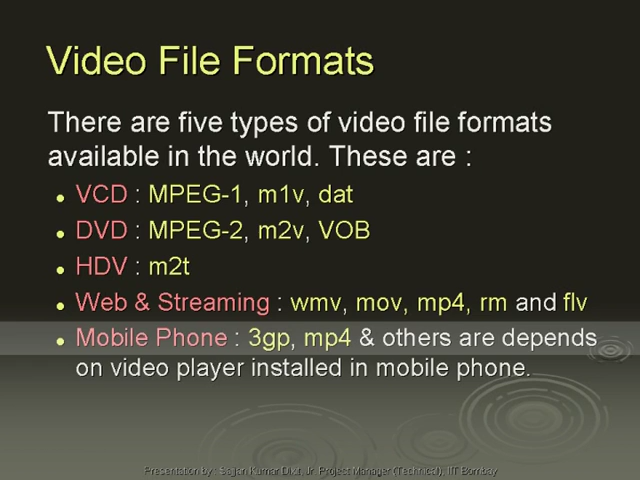 Video File Formats
There are five types of video file formats
available in the world. These are :
VCD : MPEG-1, m1v, dat
DVD : MPEG-2, m2v, VOB
HDV : m2t
Web & Streaming : wmv, mov, mp4, rm and flv
Mobile Phone : 3gp, mp4 & others are depends
on video player installed in mobile phone.
Presentation by : Sajan Kumar Dixit, Jr. Project Manager (Technical), IIT Bombay